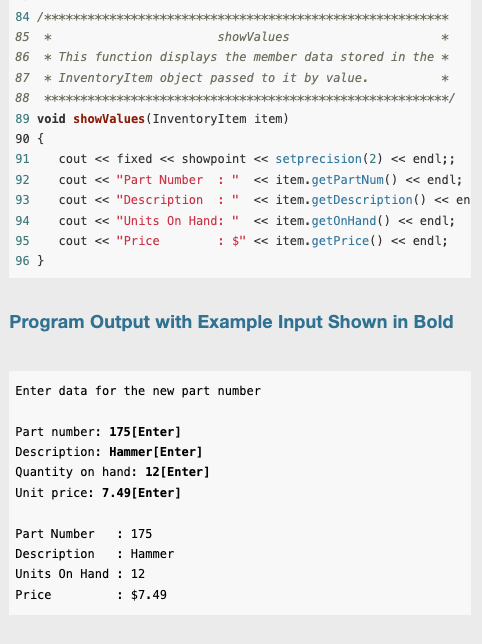 84 /********************************************************
85  *                       showValues                     *
86  * This function displays the member data stored in the *
87  * InventoryItem object passed to it by value.          *
88  ********************************************************/
89 void showValues(InventoryItem item)
90 {
91    cout << fixed << showpoint << setprecision(2) << endl;;
92    cout << "Part Number  : "  << item.getPartNum() << endl;
93    cout << "Description  : "  << item.getDescription() << en
94    cout << "Units On Hand: "  << item.getOnHand() << endl;
95    cout << "Price        : $" << item.getPrice() << endl;
96 }
Program Output with Example Input Shown in Bold
Enter data for the new part number
Part number: 175[Enter]
Description: Hammer[Enter]
Quantity on hand: 12[Enter]
Unit price: 7.49[Enter]
Part Number   : 175
Description   : Hammer
Units On Hand : 12
Price         : $7.49